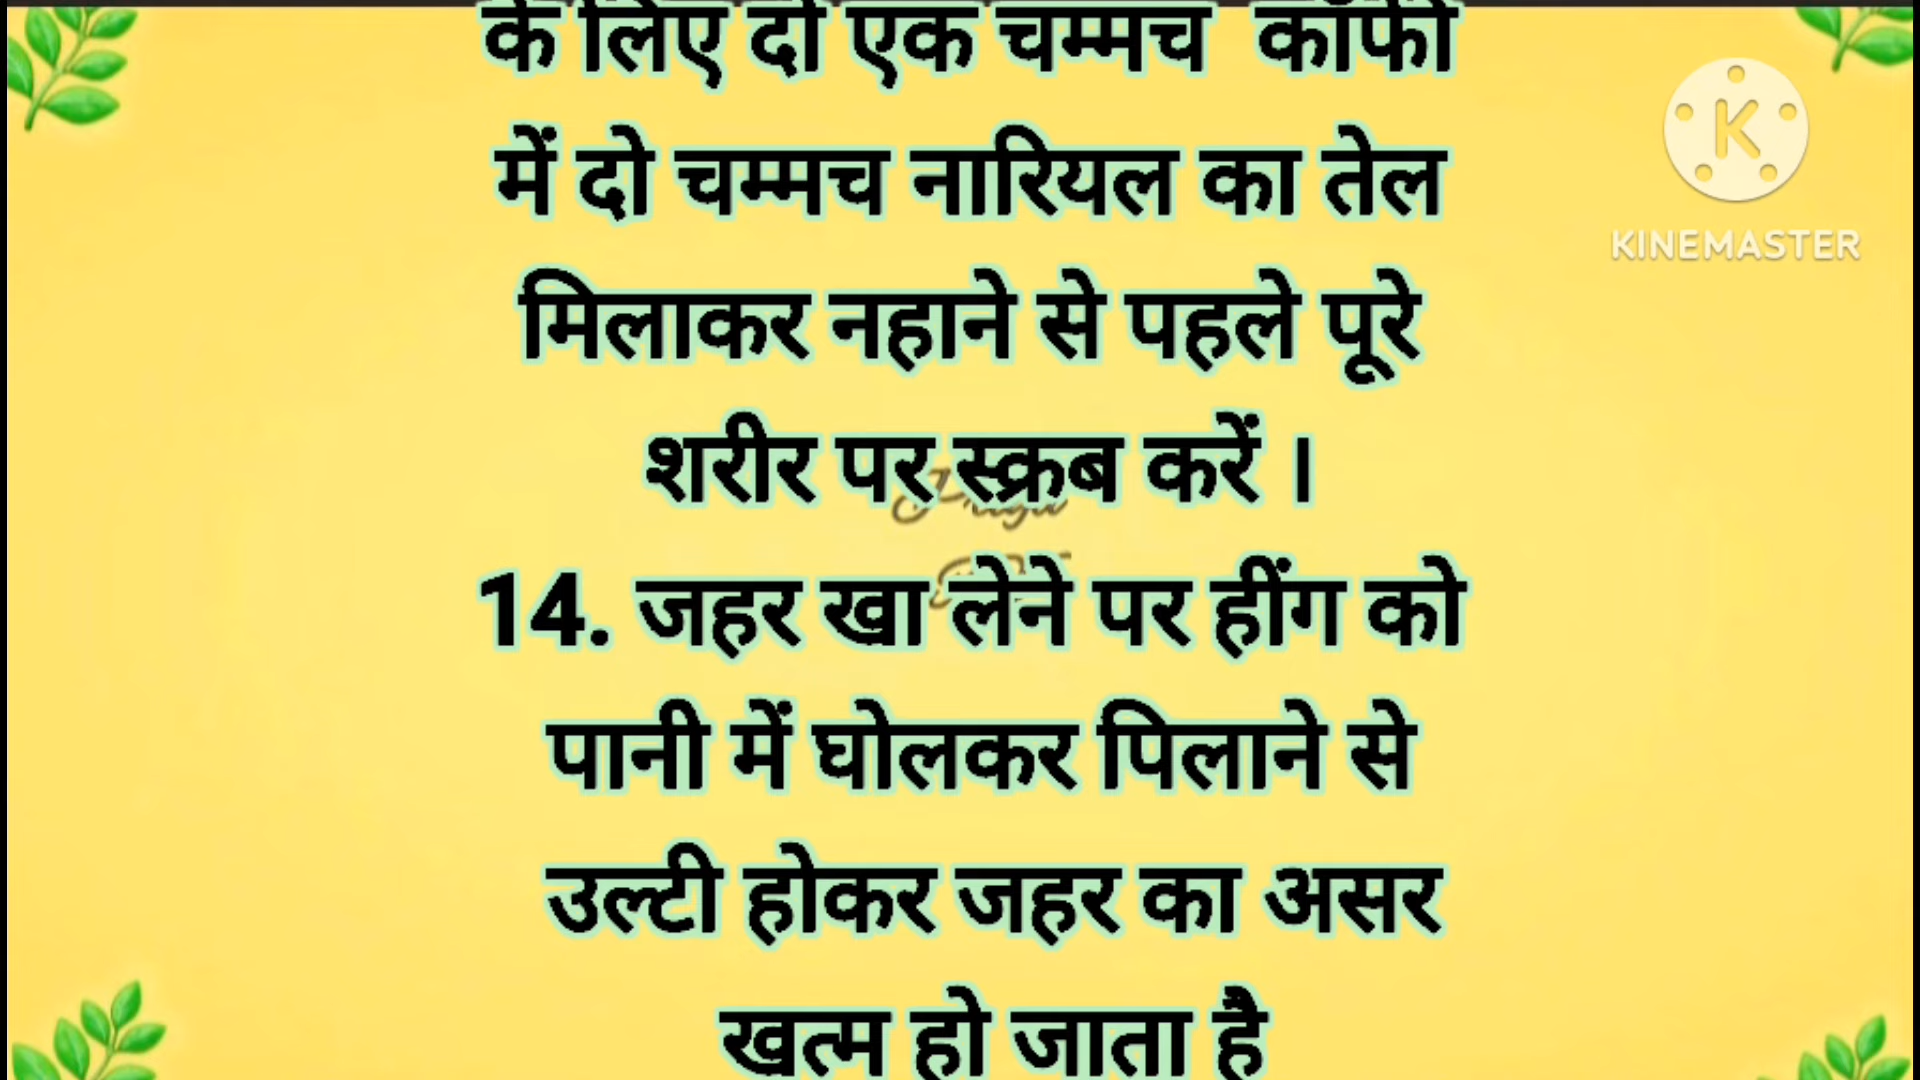 के लिए दो एक चम्मच कॉफी
में दो चम्मच नारियल का तेल
मिलाकर नहाने से पहले पूरे
शरीर पर स्क्रब करें ।
14. जहर खा लेने पर हींग को
पानी में घोलकर पिलाने से
उल्टी होकर जहर का असर
खत्म हो जाता है
KINEMASTER